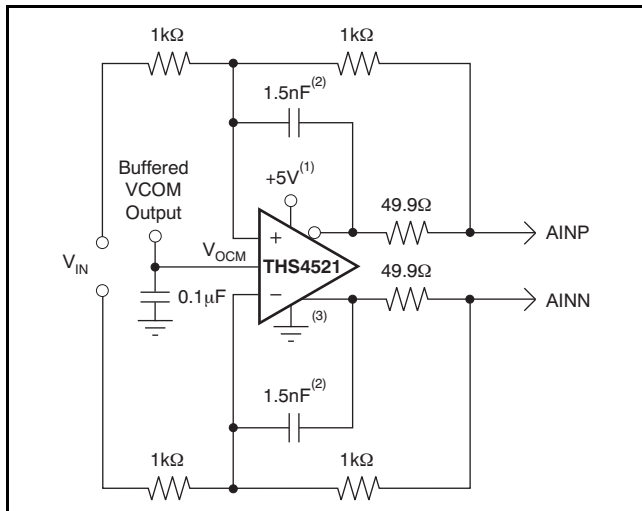 1kΩ
1kΩ
1.5nF(2)
Buffered
VCOM
Output
+5V(1)
49.9Ω
AINP
VIN
VOCM
+
THS4521
−
49.9Ω
AINN
0.1μF
(3)
1.5nF(2)
1kΩ
1kΩ